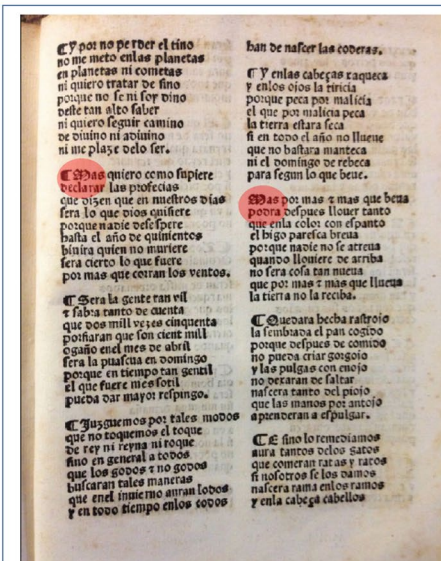 ☙ Y por no perder el tino
no me meto enlas planetas
en planetas ni cometas
ni quiero tratar de sino
porque no se ni soy dino
deste tan alto saber
ni quiero seguir camino
de diuino ni adiuino
ni me plaze delo ser.
☙ Mas quiero como supiere
declarar las profecias
que dizen que en nuestros dias
sera lo que dios quisiere
porque nadie desespere
hasta el año de quinientos
biuira quien no muriere
sera cierto lo que fuere
por mas que corran los ventos.
☙ Sera la gente tan vil
⁊ sabra tanto de cuenta
que dos mill vezes cinquenta
porfiaran que son cient mill
ogaño enel mes de abril
sera la pascua en domingo
porque en tiempo tan gentil
el que fuere mes sotil
pueda dar mayor respingo.
☙ Juzguemos por tales modos
que no toquemos el toque
de rey ni reyna ni roque
sino en general a todos
que los godos ⁊ no godos
buscaran tales maneras
que enel inuierno auran lodos
y en todo tiempo enlos codos
han de nascer las coderas.
☙ Y enlas cabeças xaqueca
y enlos ojos la tiricia
porque peca por malicia
el que por malicia peca
la tierra estara seca
si en todo el año no llueue
que no bastara manteca
ni el domingo de rebeca
para segun lo que beue.
Mas por mas ⁊ mas que beua
podra despues llouer tanto
que enla color con espanto
el higo paresca breua
porque nadie no se atreua
quando llouiere de arriba
no sera cosa tan nueua
que por mas ⁊ mas que llueua
la tierra no la reciba.
☙ Quedara hecha rastrojo
la sembrada el pan cogido
porque despues de comido
no pueda criar gorgojo
y las pulgas con enojo
no dexaran de saltar
nascera tanto del piojo
que las manos por antojo
aprenderan a espulgar.
☙ E sino lo remediamos
aura tantos delos gatos
que comeran ratas y ratos
si nosotros se los damos
nascera rama enlos ramos
y enla cabeça cabellos